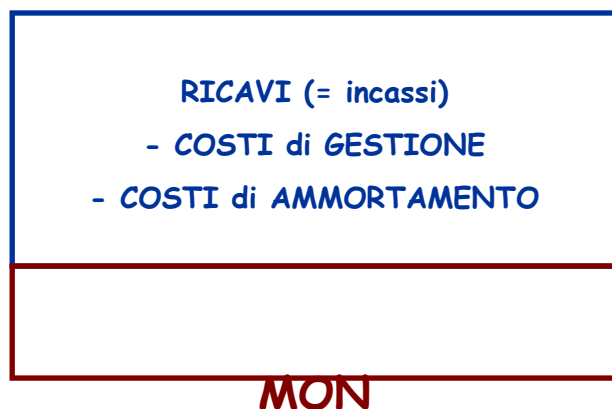 RICAVI (= incassi)
- COSTI di GESTIONE
- COSTI di AMMORTAMENTO
MON